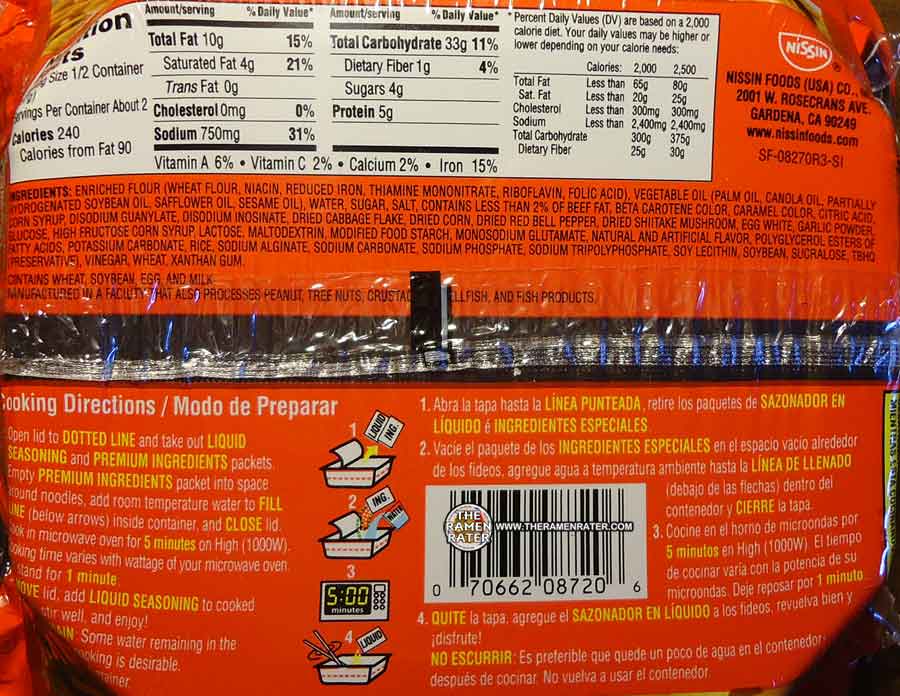 Amount/serving % Daily Value*
Total Fat 10g 15%
Saturated Fat 4g 21%
Trans Fat 0g
Cholesterol 0mg 0%
Sodium 750mg 31%
Amount/serving % Daily Value*
Total Carbohydrate 33g 11%
Dietary Fiber 1g 4%
Sugars 4g
Protein 5g
Vitamin A 6% • Vitamin C 2% • Calcium 2% • Iron 15%
Size 1/2 Container
Servings Per Container About 2
Calories 240
Calories from Fat 90
*Percent Daily Values (DV) are based on a 2,000
calorie diet. Your daily values may be higher or
lower depending on your calorie needs:
Calories: 2,000 2,500
Total Fat Less than 65g 80g
Sat. Fat Less than 20g 25g
Cholesterol Less than 300mg 300mg
Sodium Less than 2,400mg 2,400mg
Total Carbohydrate 300g 375g
Dietary Fiber 25g 30g
NISSIN
NISSIN FOODS (USA) CO.,
2001 W. ROSECRANS AVE.
GARDENA, CA 90249
www.nissinfoods.com
SF-08270R3-SI
INGREDIENTS: ENRICHED FLOUR (WHEAT FLOUR, NIACIN, REDUCED IRON, THIAMINE MONONITRATE, RIBOFLAVIN, FOLIC ACID), VEGETABLE OIL (PALM OIL, CANOLA OIL, PARTIALLY
HYDROGENATED SOYBEAN OIL, SAFFLOWER OIL, SESAME OIL), WATER, SUGAR, SALT, CONTAINS LESS THAN 2% OF BEEF FAT, BETA CAROTENE COLOR, CARAMEL COLOR, CITRIC ACID,
CORN SYRUP, DISODIUM GUANYLATE, DISODIUM INOSINATE, DRIED CABBAGE FLAKE, DRIED CORN, DRIED RED BELL PEPPER, DRIED SHIITAKE MUSHROOM, EGG WHITE, GARLIC POWDER,
GLUCOSE, HIGH FRUCTOSE CORN SYRUP, LACTOSE, MALTODEXTRIN, MODIFIED FOOD STARCH, MONOSODIUM GLUTAMATE, NATURAL AND ARTIFICIAL FLAVOR, POLYGLYCEROL ESTERS OF
FATTY ACIDS, POTASSIUM CARBONATE, RICE, SODIUM ALGINATE, SODIUM CARBONATE, SODIUM PHOSPHATE, SODIUM TRIPOLYPHOSPHATE, SOY LECITHIN, SOYBEAN, SUCRALOSE, TBHQ
(PRESERVATIVE), VINEGAR, WHEAT, XANTHAN GUM.
CONTAINS WHEAT, SOYBEAN, EGG, AND MILK
MANUFACTURED IN A FACILITY THAT ALSO PROCESSES PEANUT, TREE NUTS, CRUSTAC ELLFISH, AND FISH PRODUCTS.
Cooking Directions / Modo de Preparar
Open lid to DOTTED LINE and take out LIQUID
SEASONING and PREMIUM INGREDIENTS packets.
Empty PREMIUM INGREDIENTS packet into space
around noodles, add room temperature water to FILL
LINE (below arrows) inside container, and CLOSE lid.
Cook in microwave oven for 5 minutes on High (1000W).
Cooking time varies with wattage of your microwave oven.
stand for 1 minute.
lid, add LIQUID SEASONING to cooked
stir well, and enjoy!
Some water remaining in the
cooking is desirable.
1
LIQUID
ING.
2
ING.
WATER
3
5:00
minutes
4
LIQUID
1. Abra la tapa hasta la LÍNEA PUNTEADA, retire los paquetes de SAZONADOR EN
LÍQUIDO é INGREDIENTES ESPECIALES.
2. Vacíe el paquete de los INGREDIENTES ESPECIALES en el espacio vacío alrededor
de los fideos, agregue agua a temperatura ambiente hasta la LÍNEA DE LLENADO
(debajo de las flechas) dentro del
contenedor y CIERRE la tapa.
3. Cocine en el horno de microondas por
5 minutos en High (1000W). El tiempo
de cocinar varía con la potencia de su
microondas. Deje reposar por 1 minuto.
THE
RAMEN
RATER
WWW.THERAMENRATER.COM
0 70662 08720 6
4. QUITE la tapa, agregue el SAZONADOR EN LÍQUIDO a los fideos, revuelva bien y
¡disfrute!
NO ESCURRIR: Es preferible que quede un poco de agua en el contenedor
después de cocinar. No vuelva a usar el contenedor.